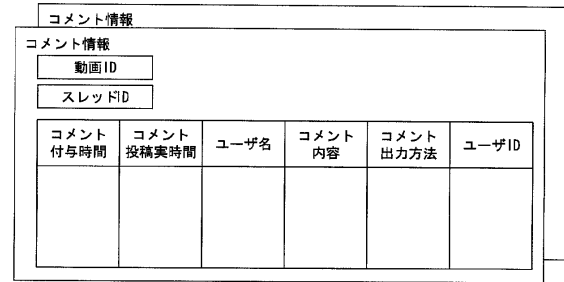 コメント情報
コメント情報
動画ID
スレッドID
コメント
付与時間
コメント
投稿実時間
ユーザ名
コメント
内容
コメント
出力方法
ユーザID